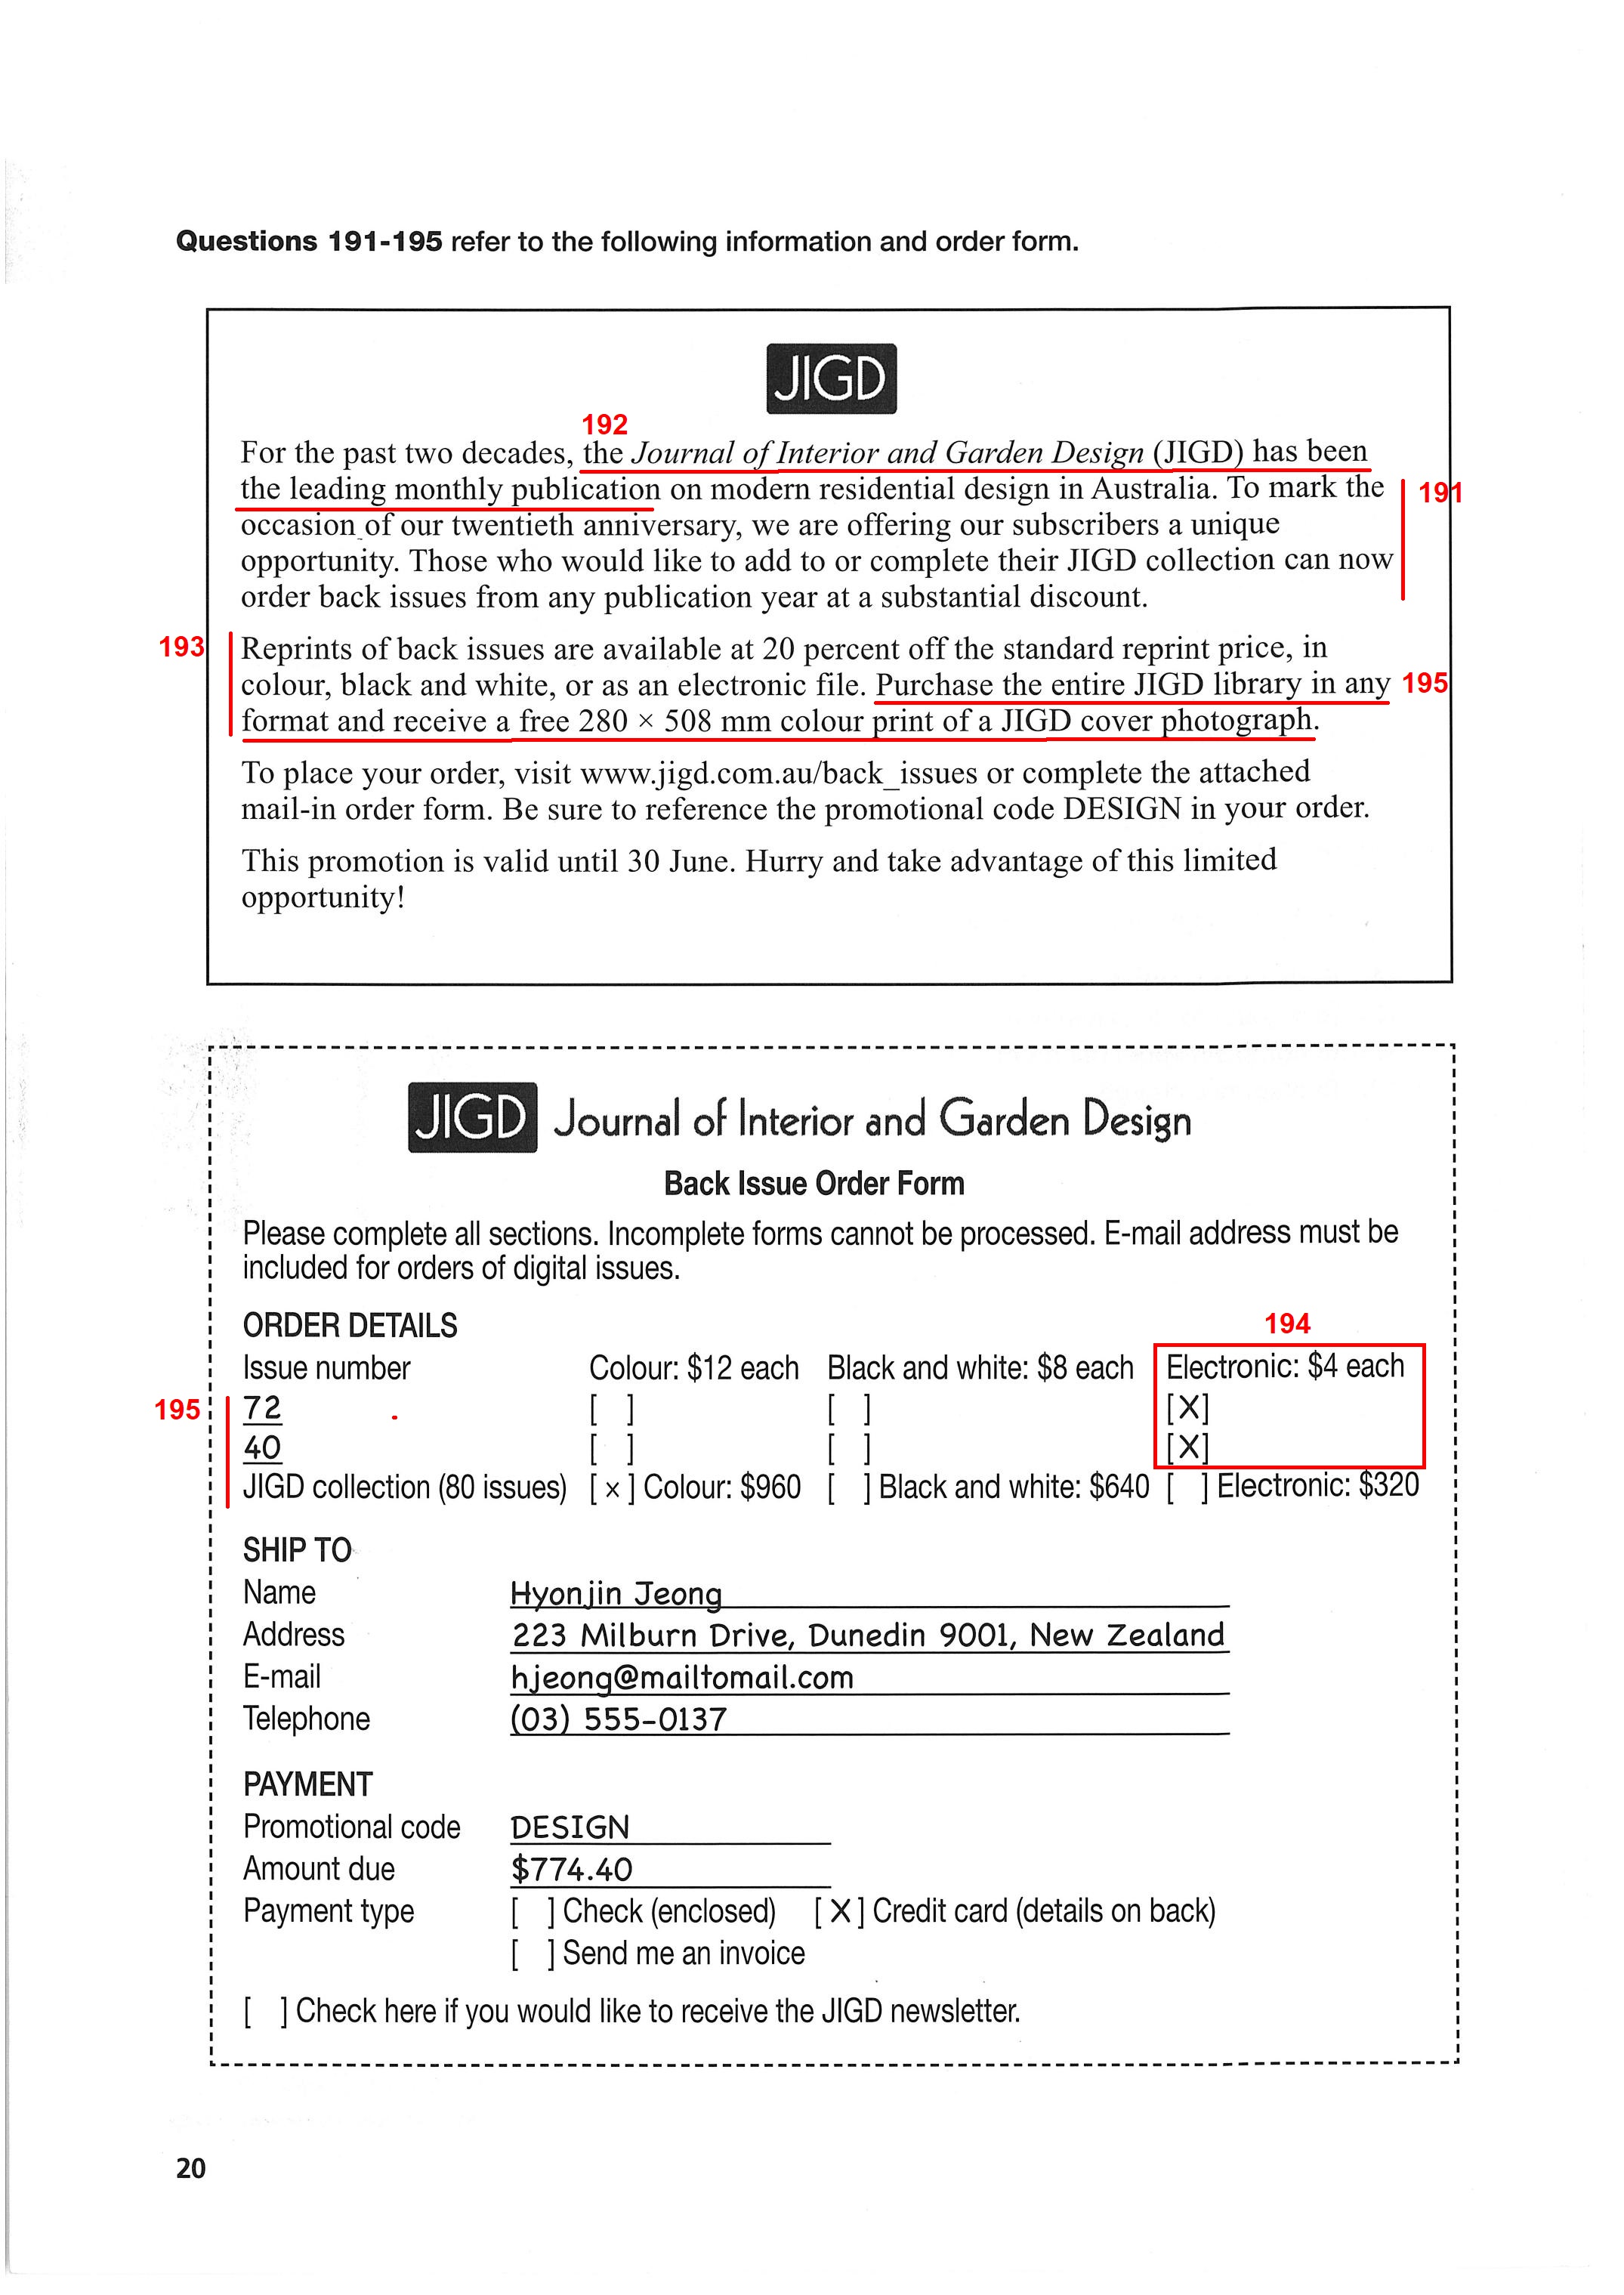 Questions 191-195 refer to the following information and order form.
JIGD
192
For the past two decades, the Journal of Interior and Garden Design (JIGD) has been
the leading monthly publication on modern residential design in Australia. To mark the
191
occasion of our twentieth anniversary, we are offering our subscribers a unique
opportunity. Those who would like to add to or complete their JIGD collection can now
order back issues from any publication year at a substantial discount.
193
Reprints of back issues are available at 20 percent off the standard reprint price, in
colour, black and white, or as an electronic file. Purchase the entire JIGD library in any
195
format and receive a free 280 × 508 mm colour print of a JIGD cover photograph.
To place your order, visit www.jigd.com.au/back_issues or complete the attached
mail-in order form. Be sure to reference the promotional code DESIGN in your order.
This promotion is valid until 30 June. Hurry and take advantage of this limited
opportunity!
JIGD Journal of Interior and Garden Design
Back Issue Order Form
Please complete all sections. Incomplete forms cannot be processed. E-mail address must be
included for orders of digital issues.
ORDER DETAILS
194
Issue number Colour: $12 each Black and white: $8 each Electronic: $4 each
195
72 [ ] [ ] [X]
40 [ ] [ ] [X]
JIGD collection (80 issues) [ x ] Colour: $960 [ ] Black and white: $640 [ ] Electronic: $320
SHIP TO
Name Hyonjin Jeong
Address 223 Milburn Drive, Dunedin 9001, New Zealand
E-mail hjeong@mailtomail.com
Telephone (03) 555-0137
PAYMENT
Promotional code DESIGN
Amount due $774.40
Payment type [ ] Check (enclosed) [ X ] Credit card (details on back)
[ ] Send me an invoice
[ ] Check here if you would like to receive the JIGD newsletter.
20